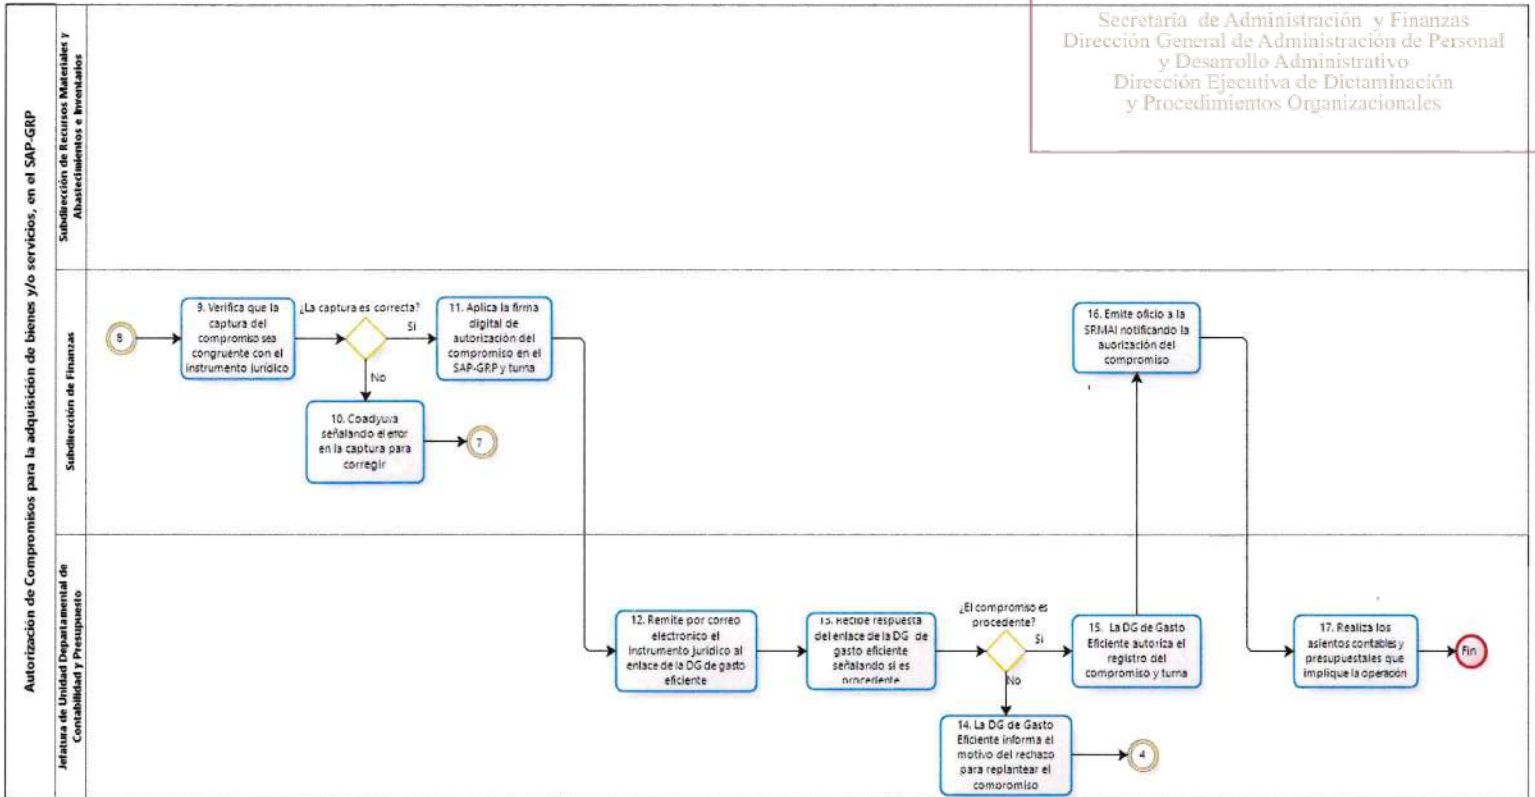 Secretaría de Administración y Finanzas
Dirección General de Administración de Personal
y Desarrollo Administrativo
Dirección Ejecutiva de Dictaminación
y Procedimientos Organizacionales
Autorización de Compromisos para la adquisición de bienes y/o servicios, en el SAP-GRP
Subdirección de Recursos Materiales y
Abastecimientos e Inventarios
Subdirección de Finanzas
8
9. Verifica que la
captura del
compromiso sea
congruente con el
instrumento jurídico
¿La captura es correcta?
Si
No
10. Coadyuva
señalando el error
en la captura para
corregir
7
11. Aplica la firma
digital de
autorización del
compromiso en el
SAP-GRP y turna
16. Emite oficio a la
SRMAI notificando la
auorización del
compromiso
Jefatura de Unidad Departamental de
Contabilidad y Presupuesto
12. Remite por correo
electronico el
instrumento jurídico al
enlace de la DG de gasto
eficiente
13. Recibe respuesta
del enlace de la DG de
gasto eficiente
señalando si es
procedente
¿El compromiso es
procedente?
Si
No
14. La DG de Gasto
Eficiente informa el
motivo del rechazo
para replantear el
compromiso
4
15. La DG de Gasto
Eficiente autoriza el
registro del
compromiso y turna
17. Realiza los
asientos contables y
presupuestales que
implique la operación
Fin